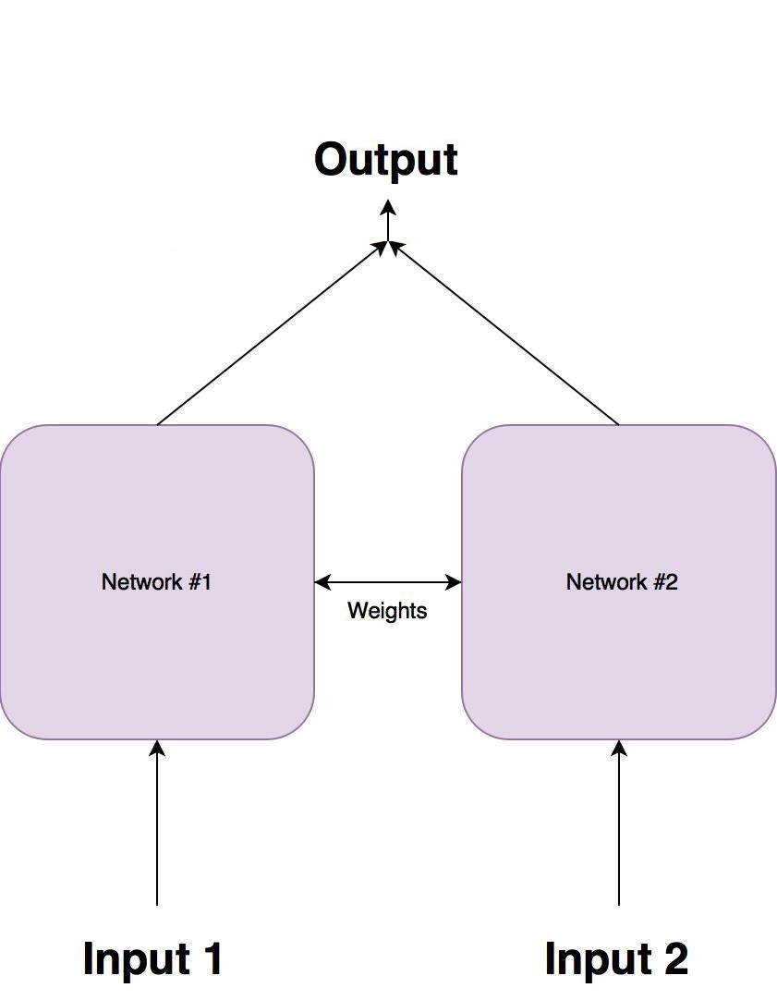 Output
Network #1
Network #2
Weights
Input 1
Input 2